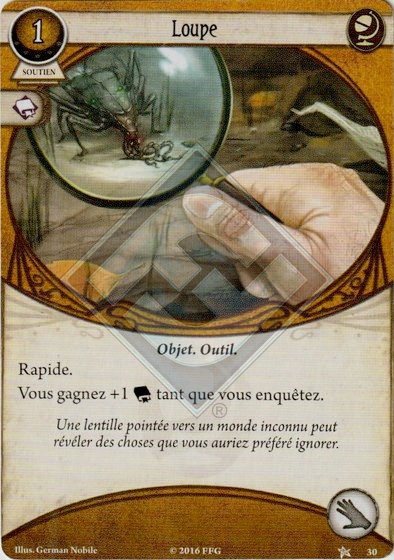 Loupe
1
SOUTIEN
Objet. Outil.
Rapide.
Vous gagnez +1 tant que vous enquêtez.
®
Une lentille pointée vers un monde inconnu peut
révéler des choses que vous auriez préféré ignorer.
Illus. German Nobile
© 2016 FFG
30